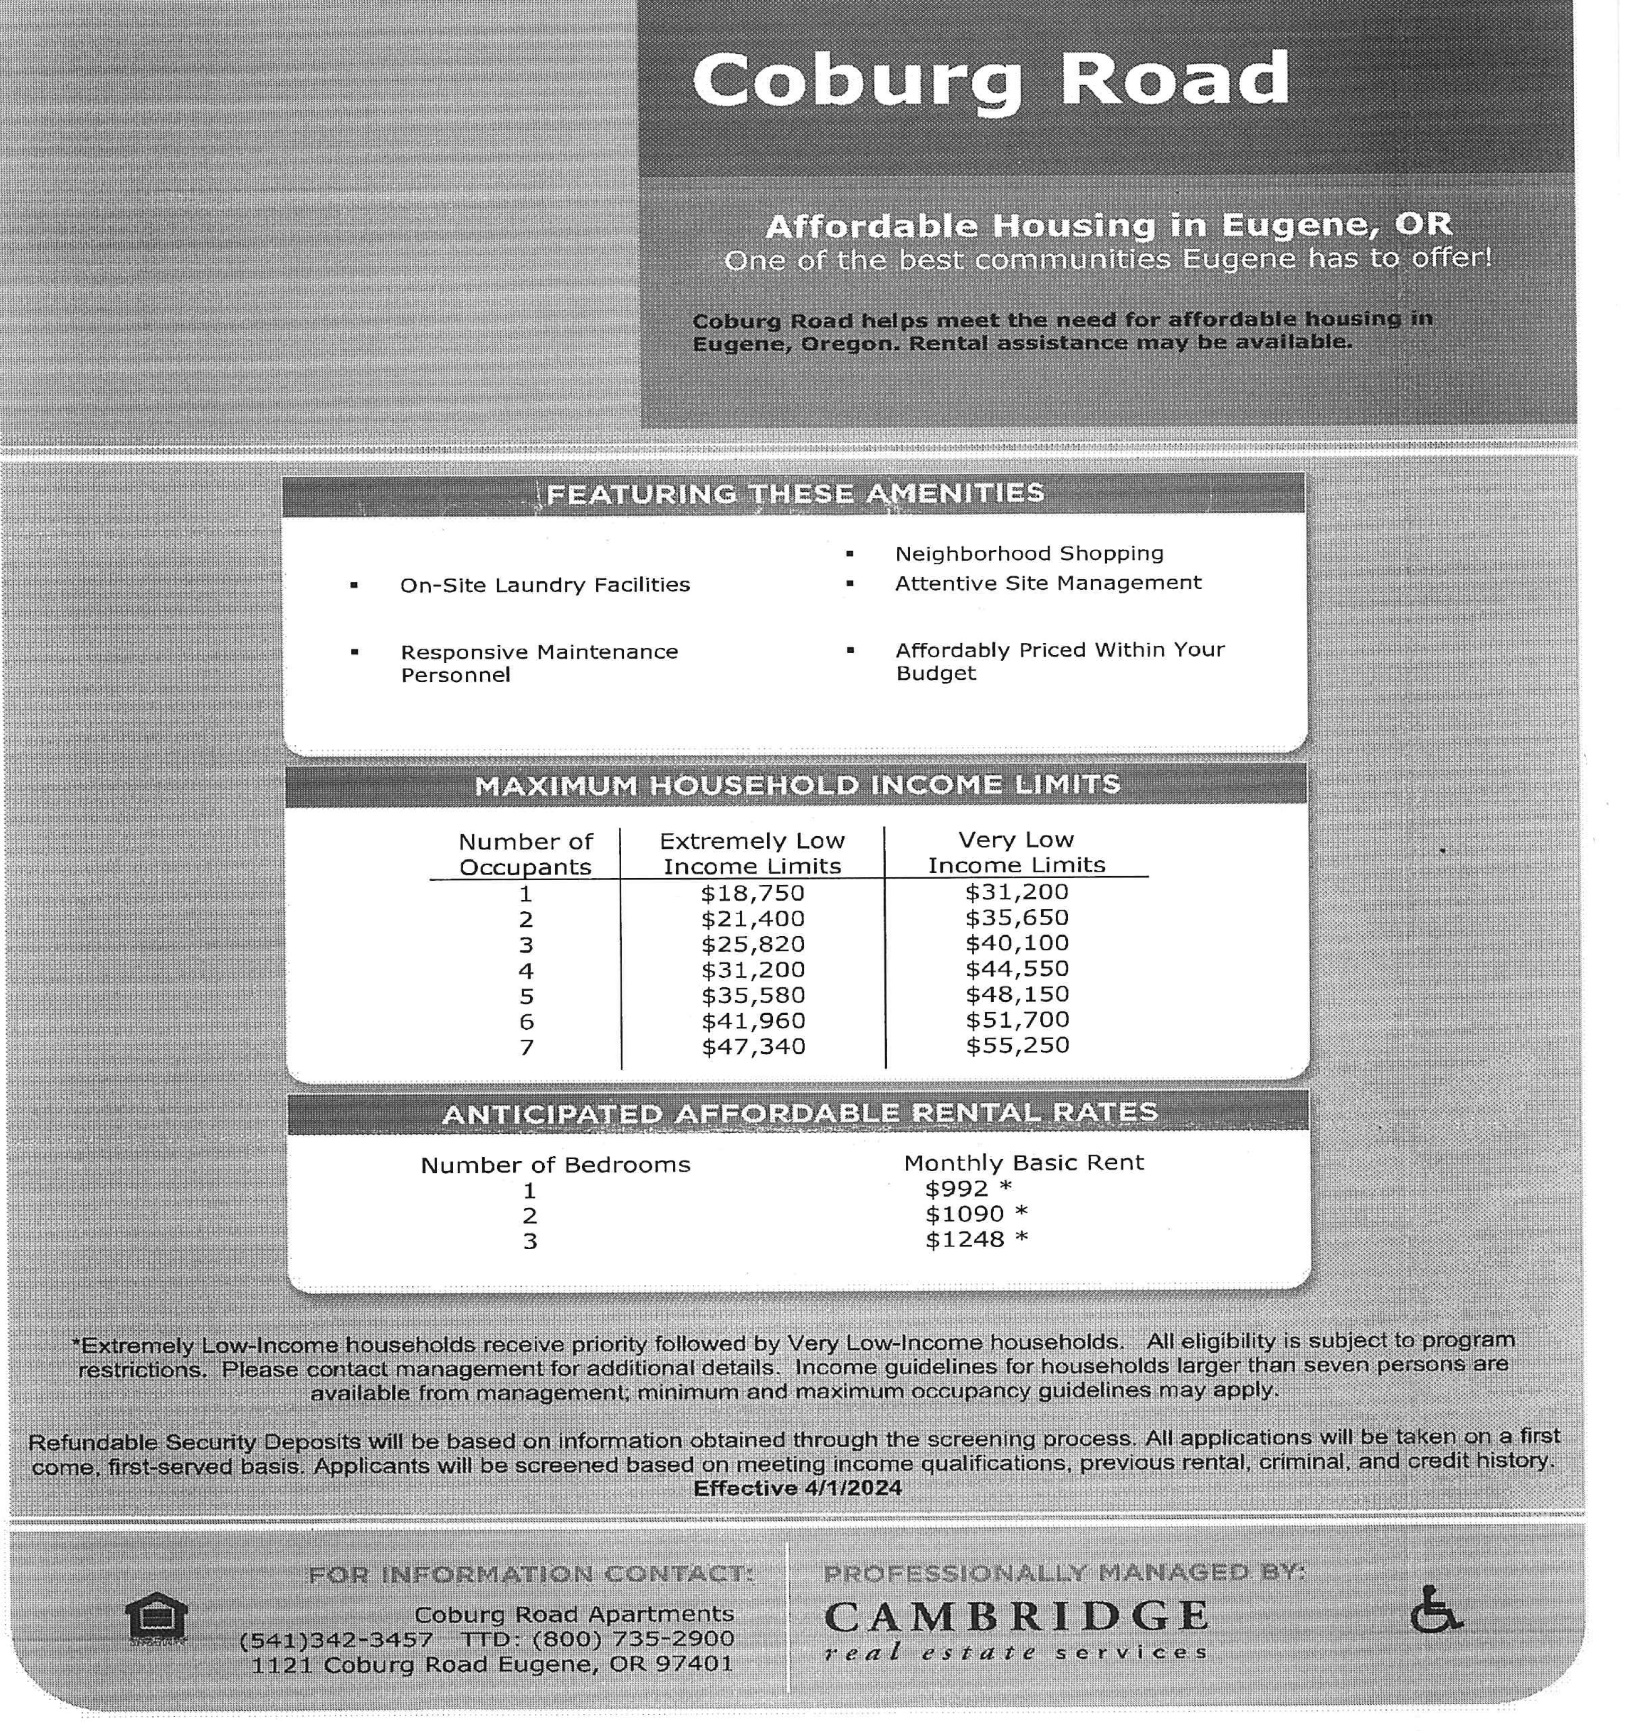 Coburg Road
Affordable Housing in Eugene, OR
One of the best communities Eugene has to offer!
Coburg Road helps meet the need for affordable housing in
Eugene, Oregon. Rental assistance may be available.
FEATURING THESE AMENITIES
▪ On-Site Laundry Facilities
▪ Responsive Maintenance
Personnel
▪ Neighborhood Shopping
▪ Attentive Site Management
▪ Affordably Priced Within Your
Budget
MAXIMUM HOUSEHOLD INCOME LIMITS
Number of Extremely Low Very Low
Occupants Income Limits Income Limits
1 $18,750 $31,200
2 $21,400 $35,650
3 $25,820 $40,100
4 $31,200 $44,550
5 $35,580 $48,150
6 $41,960 $51,700
7 $47,340 $55,250
ANTICIPATED AFFORDABLE RENTAL RATES
Number of Bedrooms Monthly Basic Rent
1 $992 *
2 $1090 *
3 $1248 *
*Extremely Low-Income households receive priority followed by Very Low-Income households. All eligibility is subject to program
restrictions. Please contact management for additional details. Income guidelines for households larger than seven persons are
available from management; minimum and maximum occupancy guidelines may apply.
Refundable Security Deposits will be based on information obtained through the screening process. All applications will be taken on a first
come, first-served basis. Applicants will be screened based on meeting income qualifications, previous rental, criminal, and credit history.
Effective 4/1/2024
FOR INFORMATION CONTACT:
Coburg Road Apartments
(541)342-3457 TTD: (800) 735-2900
1121 Coburg Road Eugene, OR 97401
PROFESSIONALLY MANAGED BY:
CAMBRIDGE
real estate services